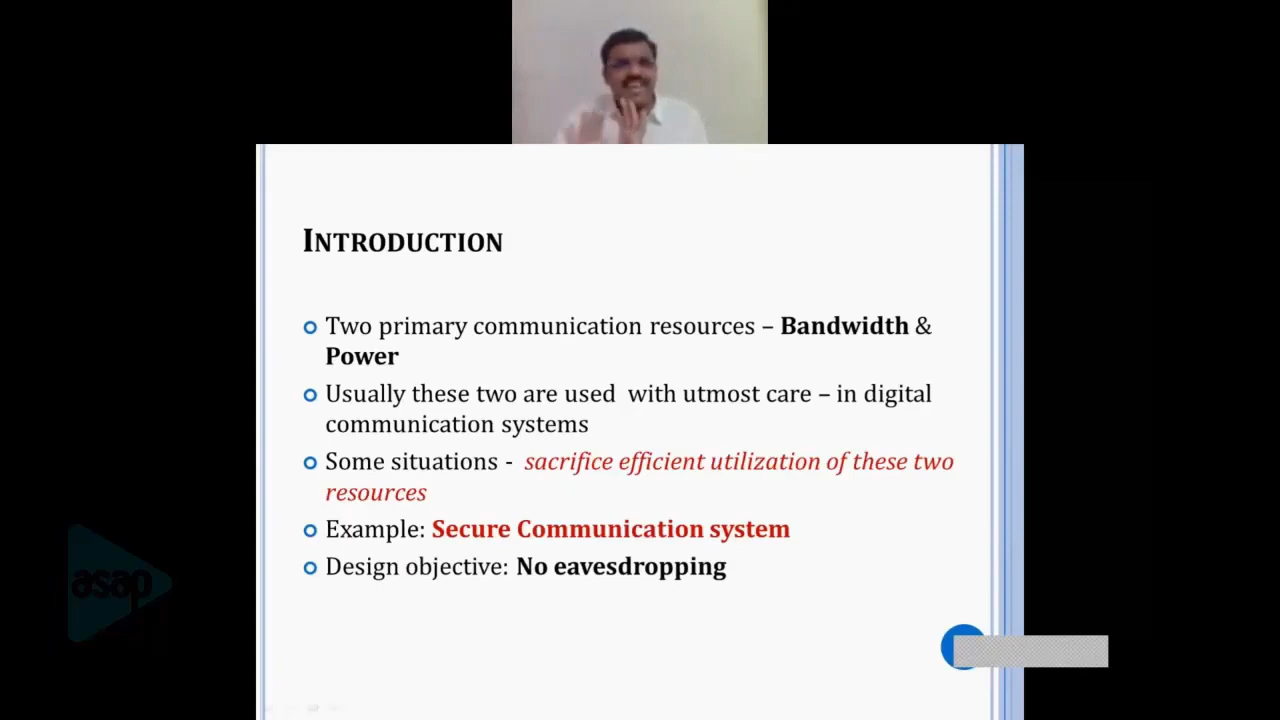 INTRODUCTION
Two primary communication resources – Bandwidth &
Power
Usually these two are used with utmost care – in digital
communication systems
Some situations - sacrifice efficient utilization of these two
resources
Example: Secure Communication system
Design objective: No eavesdropping
asap